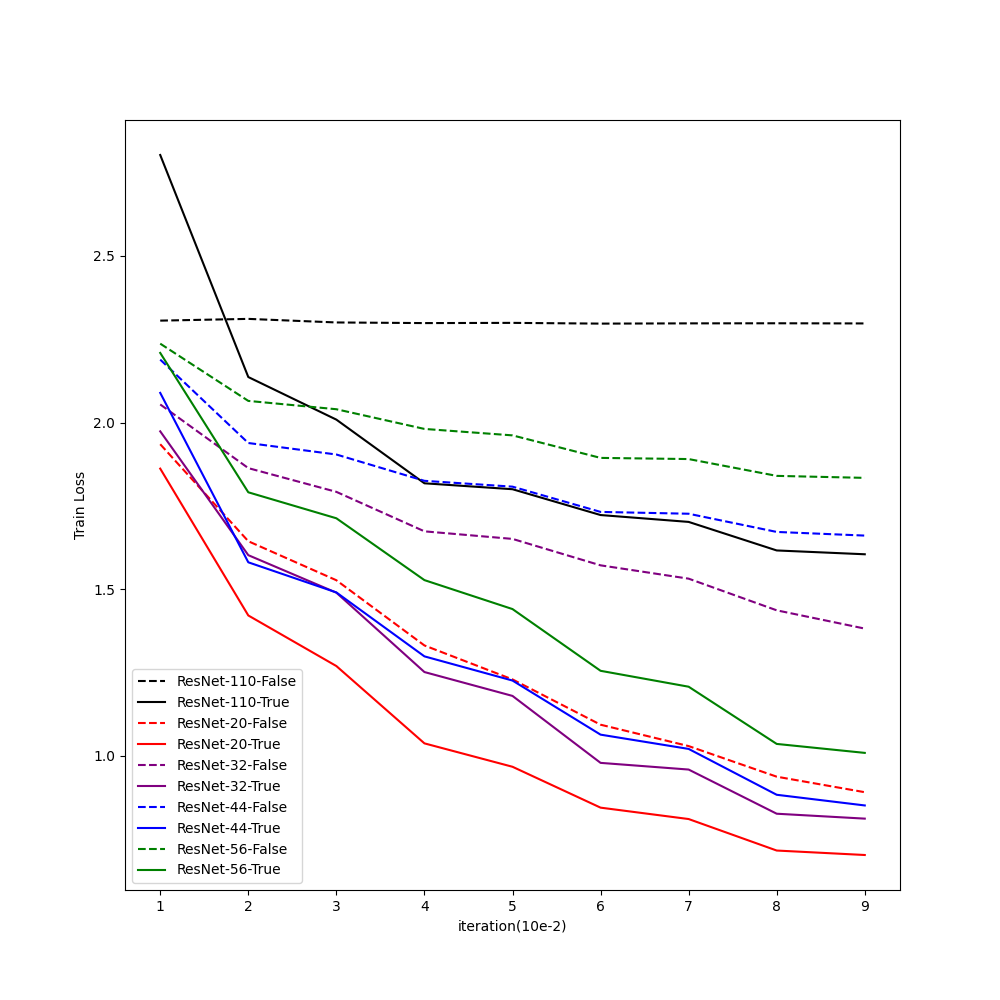 2.5
2.0
1.5
1.0
Train Loss
ResNet-110-False
ResNet-110-True
ResNet-20-False
ResNet-20-True
ResNet-32-False
ResNet-32-True
ResNet-44-False
ResNet-44-True
ResNet-56-False
ResNet-56-True
1 2 3 4 5 6 7 8 9
iteration(10e-2)